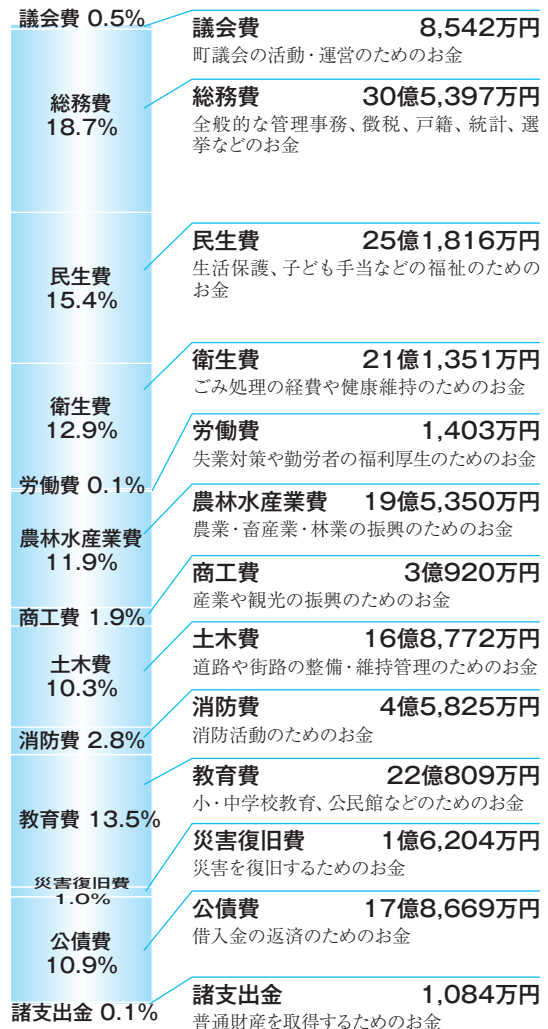 議会費 0.5%
議会費 8,542万円
町議会の活動・運営のためのお金
総務費
18.7%
総務費 30億5,397万円
全般的な管理事務、徴税、戸籍、統計、選
挙などのお金
民生費
15.4%
民生費 25億1,816万円
生活保護、子ども手当などの福祉のための
お金
衛生費
12.9%
衛生費 21億1,351万円
ごみ処理の経費や健康維持のためのお金
労働費 0.1%
労働費 1,403万円
失業対策や勤労者の福利厚生のためのお金
農林水産業費
11.9%
農林水産業費 19億5,350万円
農業・畜産業・林業の振興のためのお金
商工費 1.9%
商工費 3億920万円
産業や観光の振興のためのお金
土木費
10.3%
土木費 16億8,772万円
道路や街路の整備・維持管理のためのお金
消防費 2.8%
消防費 4億5,825万円
消防活動のためのお金
教育費 13.5%
教育費 22億809万円
小・中学校教育、公民館などのためのお金
災害復旧費
1.0%
災害復旧費 1億6,204万円
災害を復旧するためのお金
公債費
10.9%
公債費 17億8,669万円
借入金の返済のためのお金
諸支出金 0.1%
諸支出金 1,084万円
普通財産を取得するためのお金